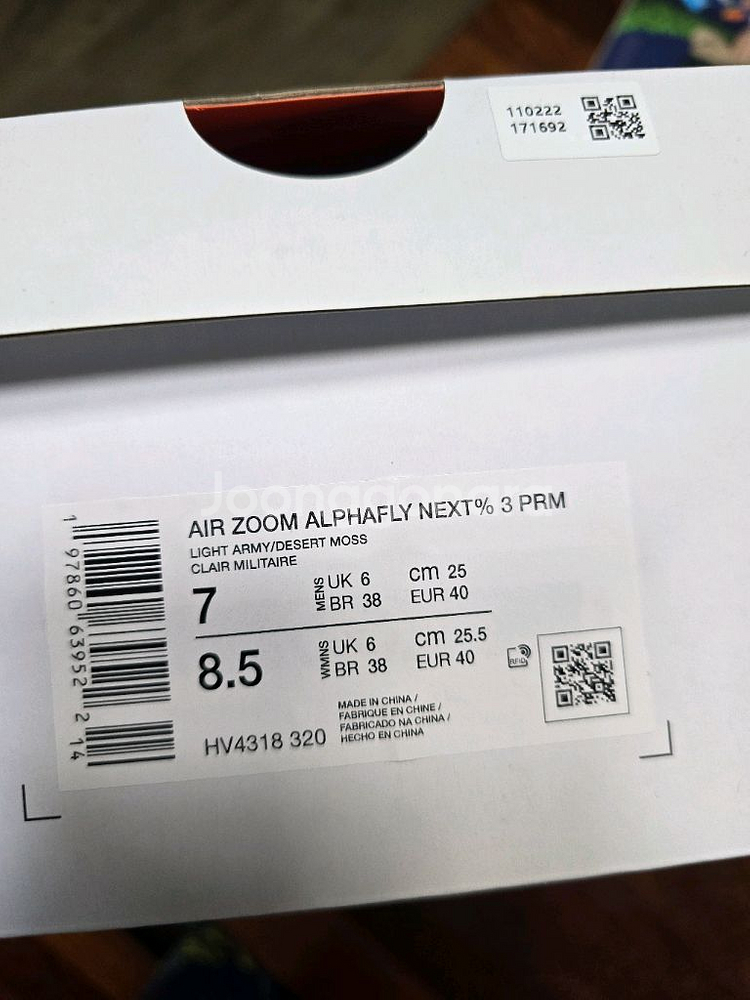 110222
171692
Joonggonara
AIR ZOOM ALPHAFLY NEXT% 3 PRM
LIGHT ARMY/DESERT MOSS
CLAIR MILITAIRE
7 MENS UK 6 cm 25
BR 38 EUR 40
8.5 WMNS UK 6 cm 25.5
BR 38 EUR 40
RFID
HV4318 320
MADE IN CHINA /
FABRIQUE EN CHINE /
FABRICADO NA CHINA /
HECHO EN CHINA
1 97860 63952 2 14